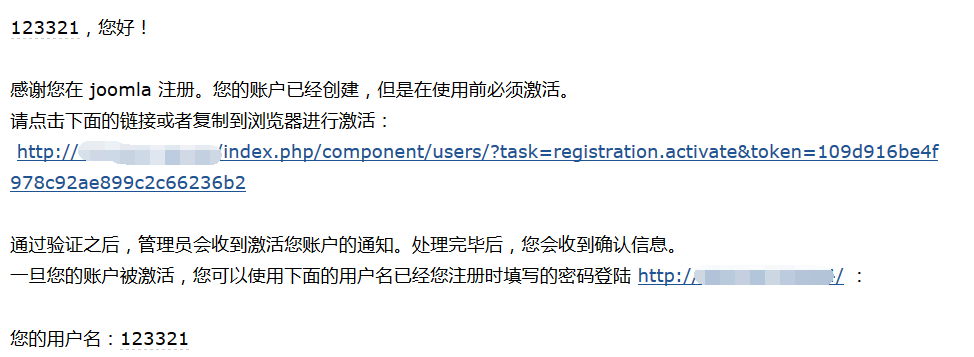 123321，您好！
感谢您在 joomla 注册。您的账户已经创建，但是在使用前必须激活。
请点击下面的链接或者复制到浏览器进行激活：
http:///index.php/component/users/?task=registration.activate&token=109d916be4f
978c92ae899c2c66236b2
通过验证之后，管理员会收到激活您账户的通知。处理完毕后，您会收到确认信息。
一旦您的账户被激活，您可以使用下面的用户名已经您注册时填写的密码登陆 http:/// ：
您的用户名：123321